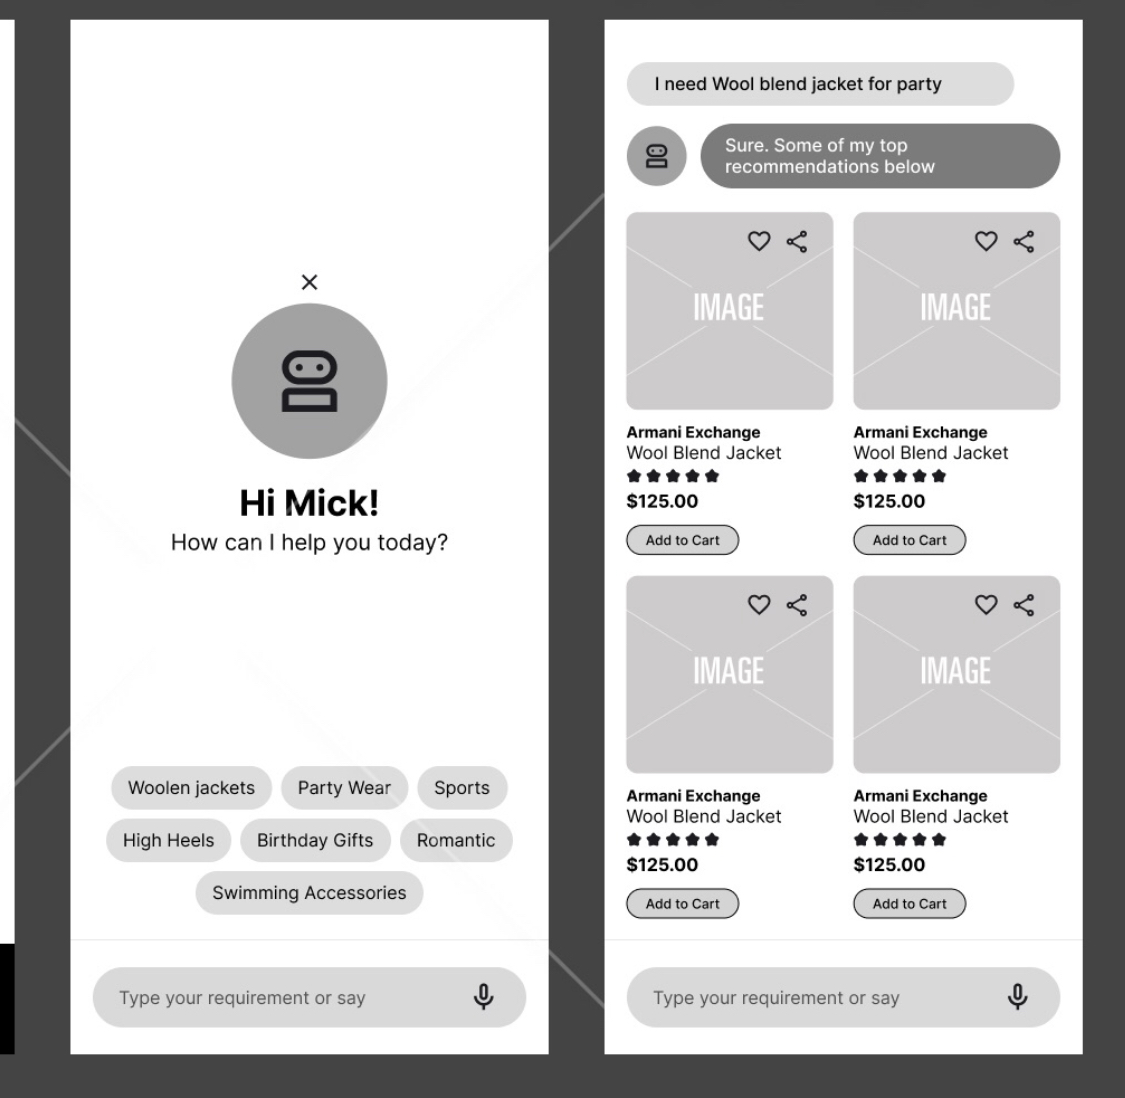 Hi Mick!
How can I help you today?
Woolen jackets
Party Wear
Sports
High Heels
Birthday Gifts
Romantic
Swimming Accessories
Type your requirement or say
I need Wool blend jacket for party
Sure. Some of my top
recommendations below
IMAGE
IMAGE
Armani Exchange
Wool Blend Jacket
$125.00
Add to Cart
Armani Exchange
Wool Blend Jacket
$125.00
Add to Cart
IMAGE
IMAGE
Armani Exchange
Wool Blend Jacket
$125.00
Add to Cart
Armani Exchange
Wool Blend Jacket
$125.00
Add to Cart
Type your requirement or say